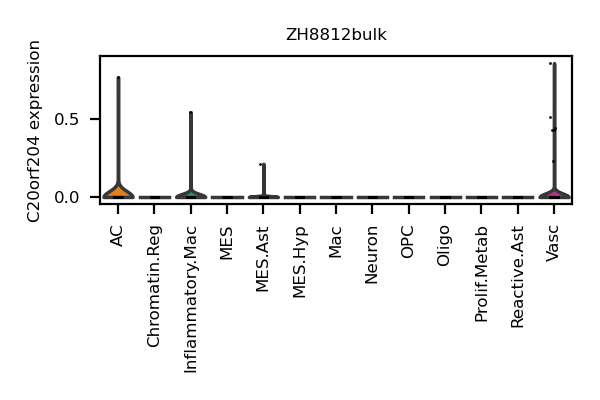 ZH8812bulk
C20orf204 expression
0.5
0.0
AC
Chromatin.Reg
Inflammatory.Mac
MES
MES.Ast
MES.Hyp
Mac
Neuron
OPC
Oligo
Prolif.Metab
Reactive.Ast
Vasc